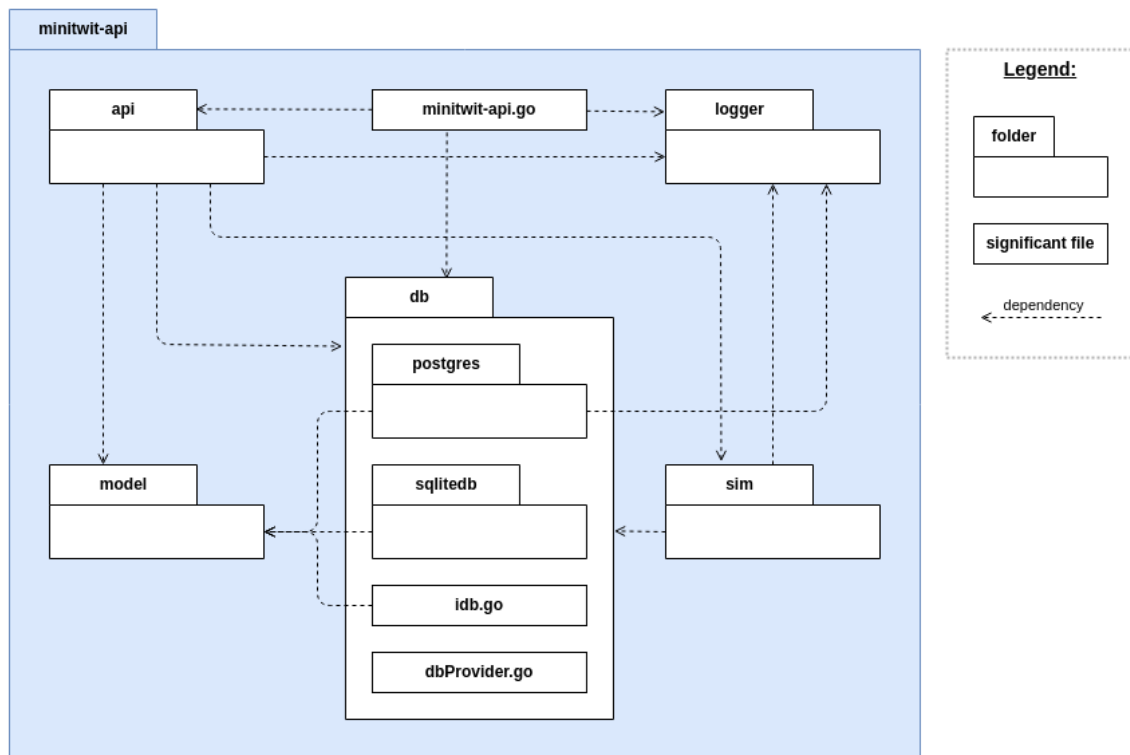 minitwit-api
Legend:
api
minitwit-api.go
logger
folder
significant file
dependency
db
postgres
model
sqlitedb
sim
idb.go
dbProvider.go